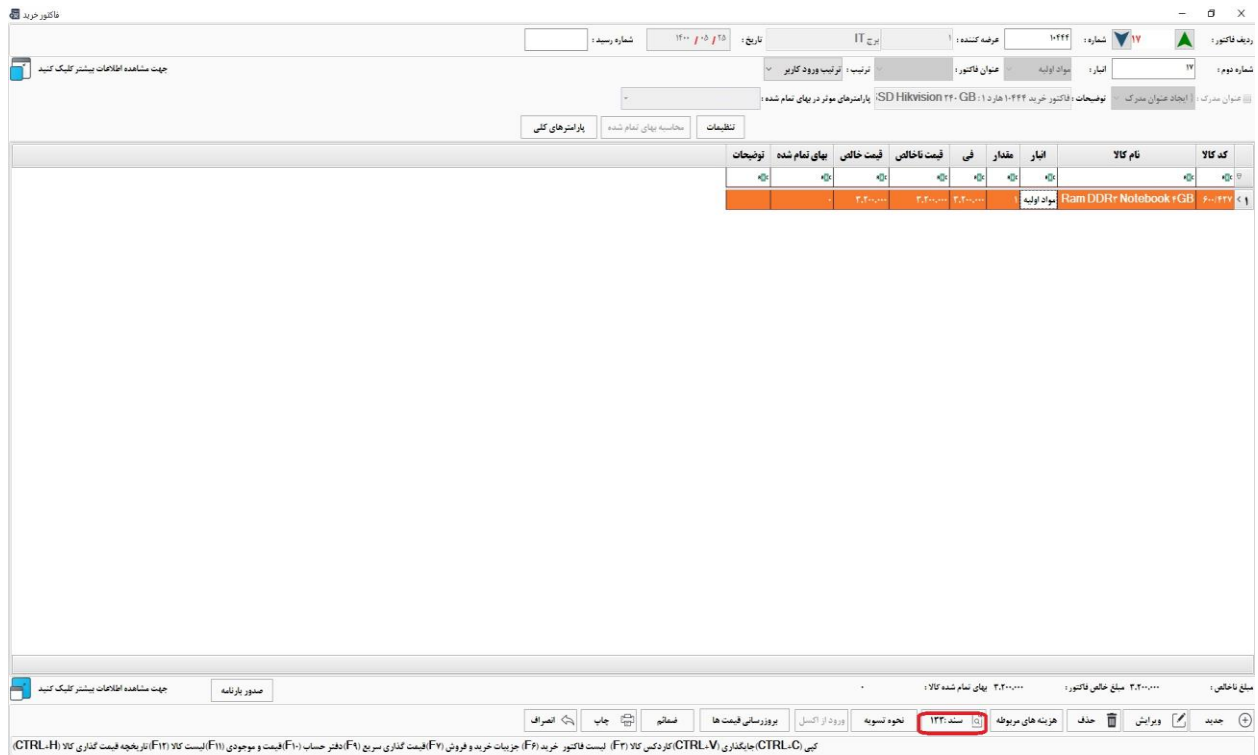 فاکتور خرید
ردیف فاکتور : ۱۷ شماره : ۱۰۴۴۴ عرضه کننده : ۱ برج IT تاریخ : ۲۵ / ۰۵ / ۱۴۰۰ شماره رسید :
شماره دوم : ۱۷ انبار : مواد اولیه عنوان فاکتور : ترتیب : ترتیب ورود کاربر جهت مشاهده اطلاعات بیشتر کلیک کنید
عنوان مدرک : ایجاد عنوان مدرک توضیحات : فاکتور خرید ۱۰۴۴۴ هارد SD Hikvision ۲۴۰ GB : ۱ پارامترهای موثر در بهای تمام شده :
تنظیمات محاسبه بهای تمام شده پارامترهای کلی
کد کالا نام کالا انبار مقدار فی قیمت ناخالص قیمت خالص بهای تمام شده توضیحات
۱ ۶۰۰/۴۲۷ Ram DDR۳ Notebook ۴GB مواد اولیه ۱ ۳,۲۰۰,۰۰۰ ۳,۲۰۰,۰۰۰ ۳,۲۰۰,۰۰۰ ۰
مبلغ ناخالص : ۳,۲۰۰,۰۰۰ مبلغ خالص فاکتور : ۳,۲۰۰,۰۰۰ بهای تمام شده کالا : ۰ صدور بارنامه جهت مشاهده اطلاعات بیشتر کلیک کنید
جدید ویرایش حذف هزینه های مربوطه سند :۱۳۳ نحوه تسویه ورود از اکسل بروزرسانی قیمت ها ضمائم چاپ انصراف
کپی (CTRL+C)جایگذاری (CTRL+V)کاردکس کالا (F۳) لیست فاکتور خرید (F۶) جزییات خرید و فروش (F۷)قیمت گذاری سریع (F۹)دفتر حساب (F۱۰)قیمت و موجودی (F۱۱)لیست کالا (F۱۲)تاریخچه قیمت گذاری کالا (CTRL+H)